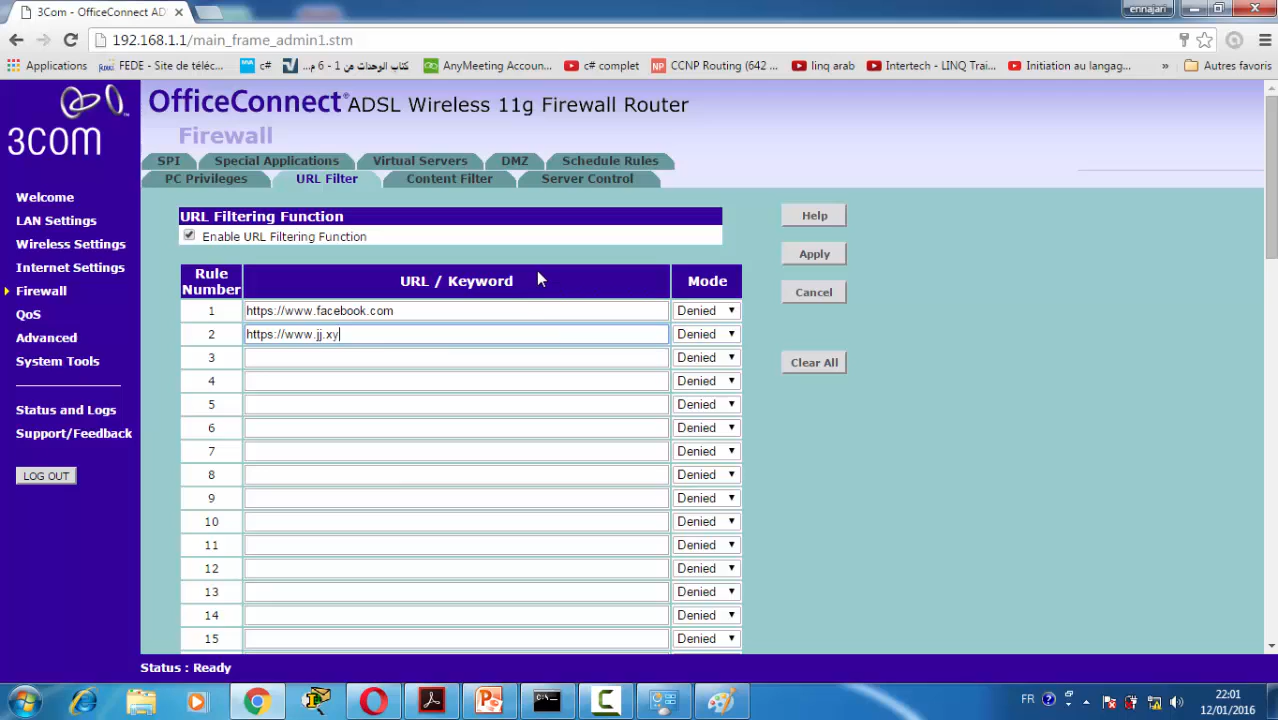 3Com - OfficeConnect AD
ennajari
192.168.1.1/main_frame_admin1.stm
Applications
FEDE - Site de téléc...
c#
كتاب الوحدات عن 1 - 6 م...
AnyMeeting Accoun...
c# complet
CCNP Routing (642 ...
linq arab
Intertech - LINQ Trai...
Initiation au langag...
»
Autres favoris
3COM
OfficeConnect® ADSL Wireless 11g Firewall Router
Firewall
SPI
Special Applications
Virtual Servers
DMZ
Schedule Rules
PC Privileges
URL Filter
Content Filter
Server Control
Welcome
LAN Settings
Wireless Settings
Internet Settings
Firewall
QoS
Advanced
System Tools
Status and Logs
Support/Feedback
LOG OUT
URL Filtering Function
Enable URL Filtering Function
Help
Apply
Cancel
Clear All
Rule Number URL / Keyword Mode
1 https://www.facebook.com Denied
2 https://www.jj.xy Denied
3 Denied
4 Denied
5 Denied
6 Denied
7 Denied
8 Denied
9 Denied
10 Denied
11 Denied
12 Denied
13 Denied
14 Denied
15 Denied
Status : Ready
FR
22:01
12/01/2016